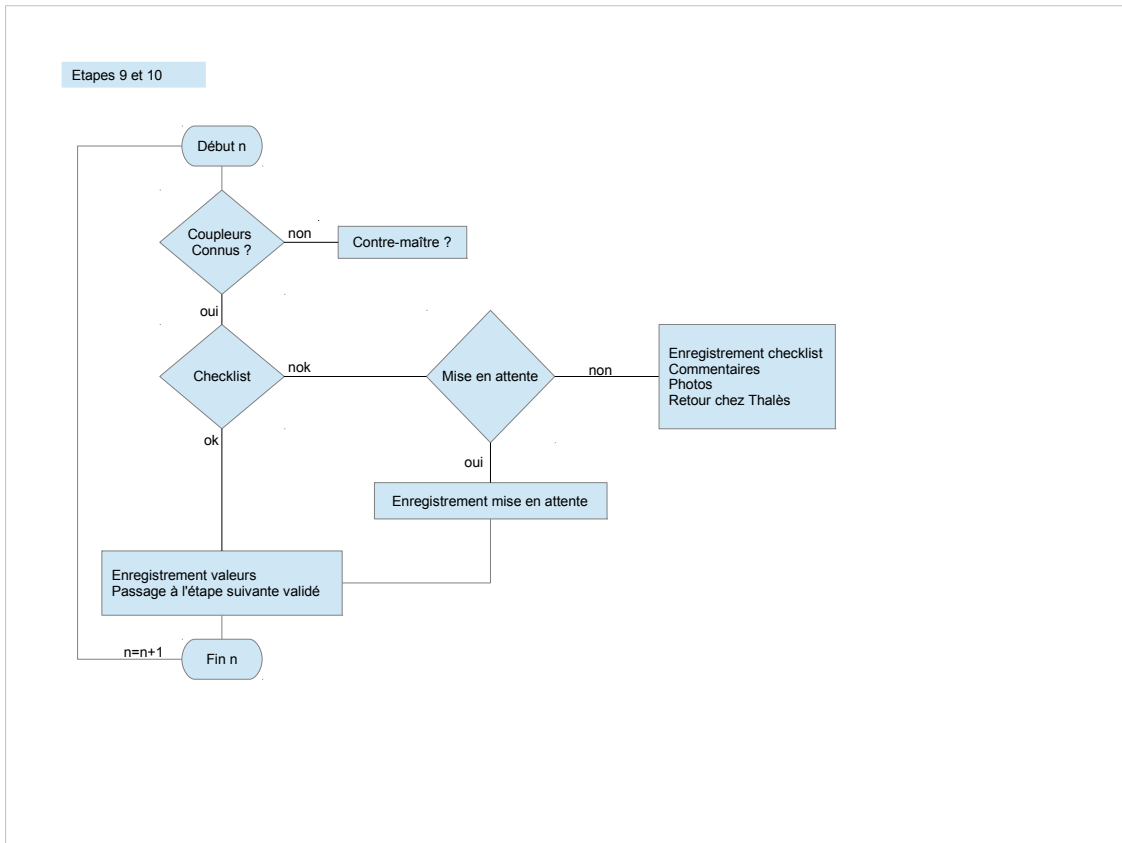 Etapes 9 et 10
Début n
Coupleurs
Connus ?
non
Contre-maître ?
oui
Checklist
nok
Mise en attente
non
Enregistrement checklist
Commentaires
Photos
Retour chez Thalès
ok
oui
Enregistrement mise en attente
Enregistrement valeurs
Passage à l'étape suivante validé
n=n+1
Fin n